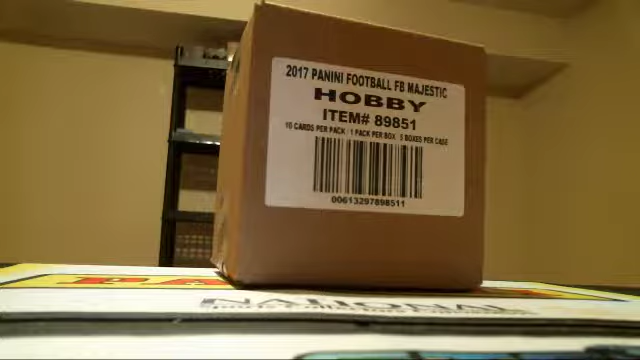 2017 PANINI FOOTBALL FB MAJESTIC
HOBBY
ITEM# 89851
10 CARDS PER PACK 1 PACK PER BOX 5 BOXES PER CASE
00613297898511
NATIONAL